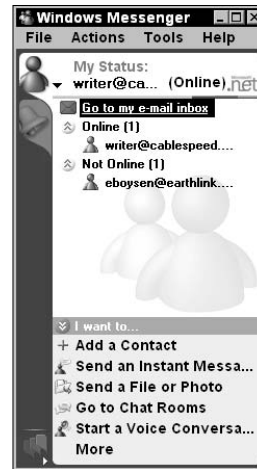 Windows Messenger
File Actions Tools Help
My Status:
writer@ca... (Online) .net
Go to my e-mail inbox
Online (1)
writer@cablespeed....
Not Online (1)
eboysen@earthlink....
I want to...
Add a Contact
Send an Instant Messa...
Send a File or Photo
Go to Chat Rooms
Start a Voice Conversa...
More